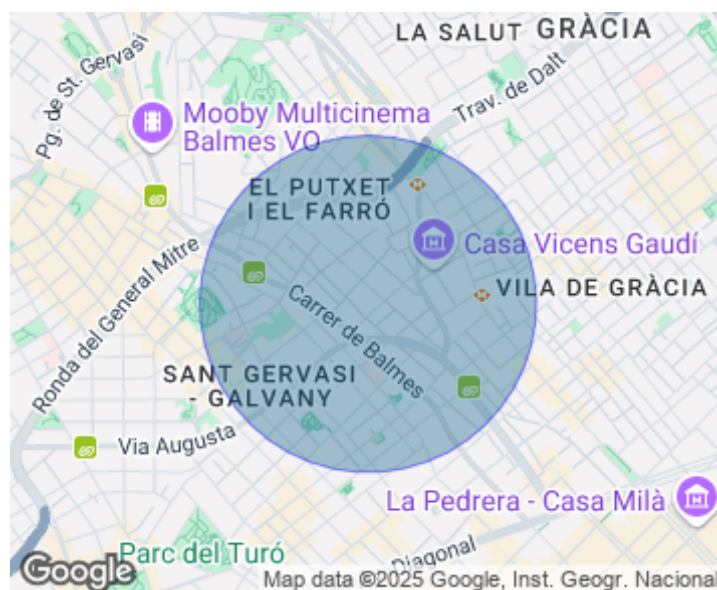 LA SALUT
GRÀCIA
Pg. de St. Gervasi
Trav. de Dalt
Mooby Multicinema
Balmes VO
EL PUTXET
I EL FARRÓ
Casa Vicens Gaudí
Ronda del General Mitre
Carrer de Balmes
VILA DE GRÀCIA
SANT GERVASI
- GALVANY
Via Augusta
La Pedrera - Casa Milà
Parc del Turó
Diagonal
Google
Map data ©2025 Google, Inst. Geogr. Nacional